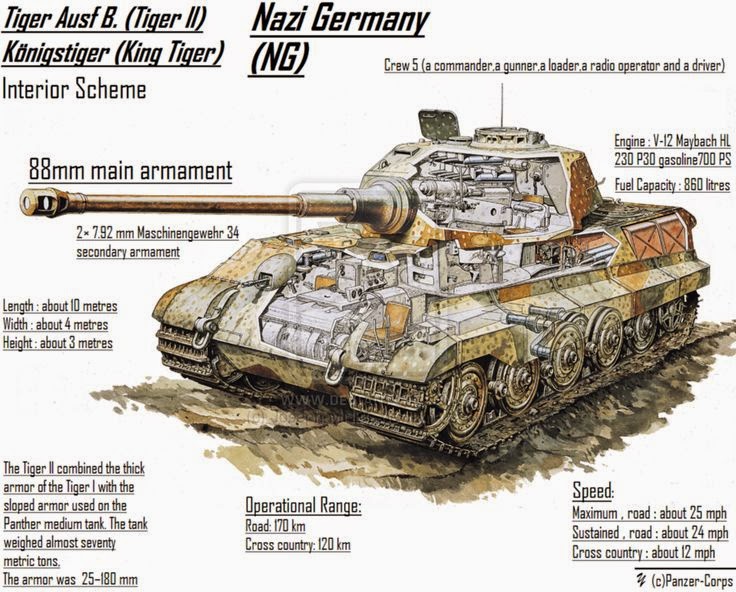 Tiger Ausf B. (Tiger II)
Königstiger (King Tiger)
Interior Scheme
Nazi Germany
(NG)
Crew 5 (a commander,a gunner,a loader,a radio operator and a driver)
Engine : V-12 Maybach HL
230 P30 gasoline700 PS
Fuel Capacity : 860 litres
88mm main armament
2× 7.92 mm Maschinengewehr 34
secondary armament
Length : about 10 metres
Width : about 4 metres
Height : about 3 metres
The Tiger II combined the thick
armor of the Tiger I with the
sloped armor used on the
Panther medium tank. The tank
weighed almost seventy
metric tons.
The armor was 25–180 mm
Operational Range:
Road: 170 km
Cross country: 120 km
Speed:
Maximum , road : about 25 mph
Sustained , road : about 24 mph
Cross country : about 12 mph
(c)Panzer-Corps